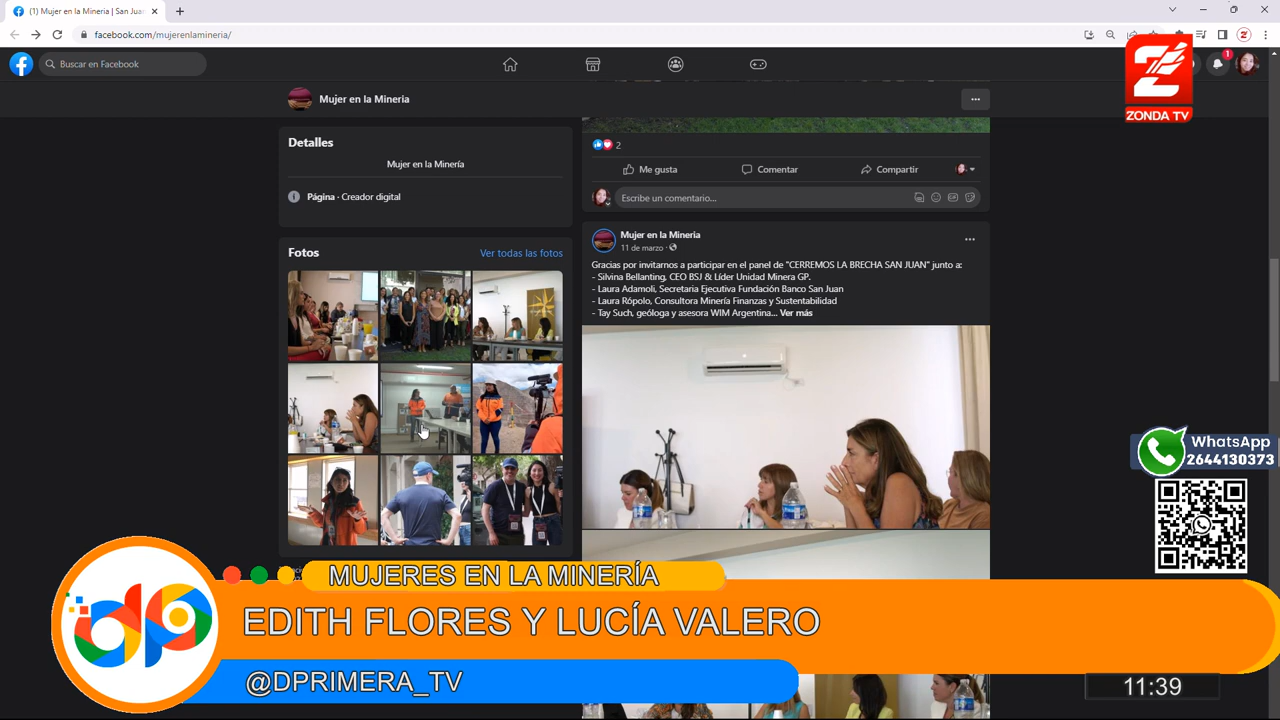 (1) Mujer en la Mineria | San Jua
facebook.com/mujerenlamineria/
Buscar en Facebook
1
ZONDA TV
Mujer en la Mineria
Detalles
Mujer en la Minería
Página · Creador digital
Fotos
Ver todas las fotos
2
Me gusta
Comentar
Compartir
Escribe un comentario...
Mujer en la Mineria
11 de marzo
Gracias por invitarnos a participar en el panel de "CERREMOS LA BRECHA SAN JUAN" junto a:
- Silvina Bellanting, CEO BSJ & Líder Unidad Minera GP.
- Laura Adamoli, Secretaria Ejecutiva Fundación Banco San Juan
- Laura Rópolo, Consultora Minería Finanzas y Sustentabilidad
- Tay Such, geóloga y asesora WIM Argentina... Ver más
WhatsApp
2644130373
MUJERES EN LA MINERÍA
EDITH FLORES Y LUCÍA VALERO
@DPRIMERA_TV
dp
11:39